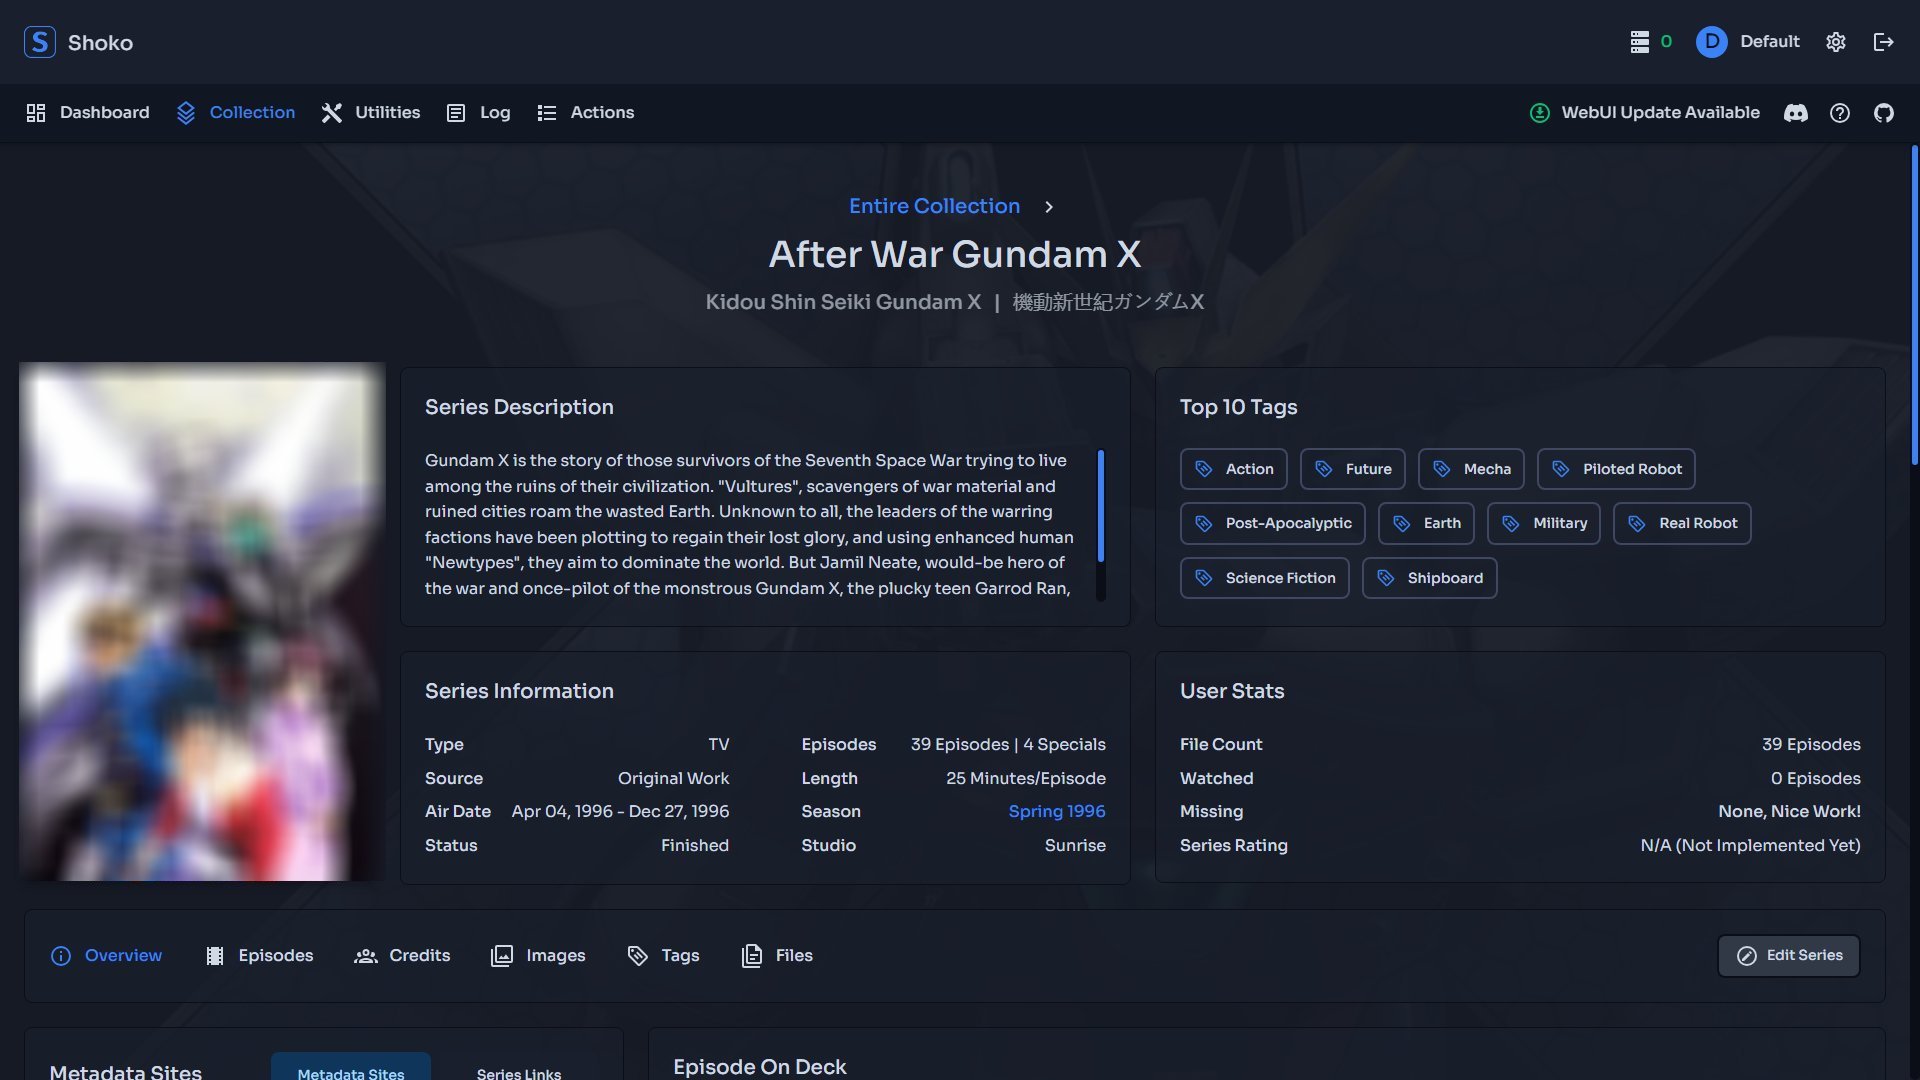 S Shoko
0
D Default
Dashboard
Collection
Utilities
Log
Actions
WebUI Update Available
Entire Collection
After War Gundam X
Kidou Shin Seiki Gundam X | 機動新世紀ガンダムX
Series Description
Gundam X is the story of those survivors of the Seventh Space War trying to live
among the ruins of their civilization. "Vultures", scavengers of war material and
ruined cities roam the wasted Earth. Unknown to all, the leaders of the warring
factions have been plotting to regain their lost glory, and using enhanced human
"Newtypes", they aim to dominate the world. But Jamil Neate, would-be hero of
the war and once-pilot of the monstrous Gundam X, the plucky teen Garrod Ran,
Top 10 Tags
Action
Future
Mecha
Piloted Robot
Post-Apocalyptic
Earth
Military
Real Robot
Science Fiction
Shipboard
Series Information
Type TV
Source Original Work
Air Date Apr 04, 1996 - Dec 27, 1996
Status Finished
Episodes 39 Episodes | 4 Specials
Length 25 Minutes/Episode
Season Spring 1996
Studio Sunrise
User Stats
File Count 39 Episodes
Watched 0 Episodes
Missing None, Nice Work!
Series Rating N/A (Not Implemented Yet)
Overview
Episodes
Credits
Images
Tags
Files
Edit Series
Metadata Sites
Metadata Sites
Series Links
Episode On Deck